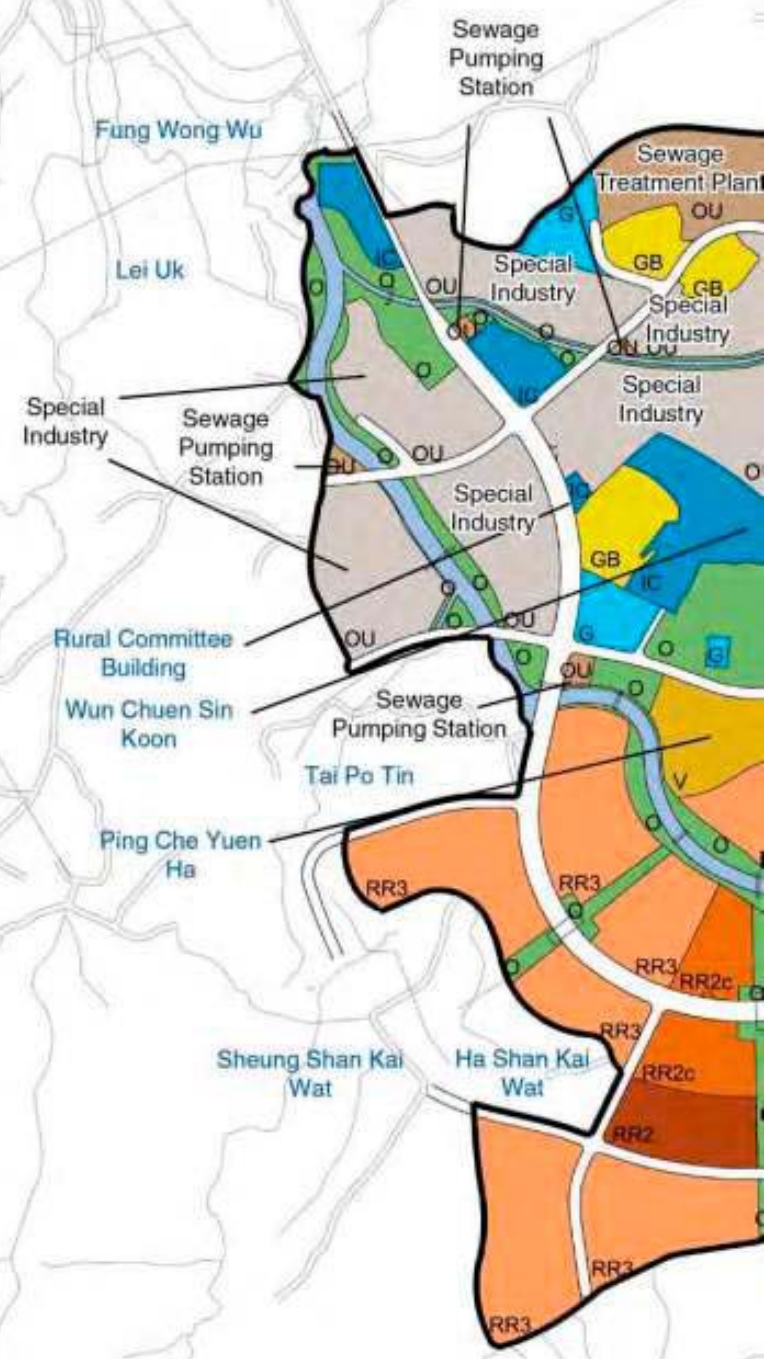 Sewage
Pumping
Station
Fung Wong Wu
Sewage
Treatment Plant
OU
G
GB
GB
Lei Uk
IC
O
O
OU
Special
Industry
Special
Industry
OU
O
O
O
OU OU
O
IC
Special
Industry
Special
Industry
Sewage
Pumping
Station
OU
O
OU
Special
Industry
IC
GB
IC
O
O
O
OU
OU
Rural Committee
Building
G
O
G
O
OU
O
Wun Chuen Sin
Koon
Sewage
Pumping Station
Tai Po Tin
V
Ping Che Yuen
Ha
O
O
RR3
RR3
O
O
RR3
RR2c
O
RR3
Sheung Shan Kai
Wat
Ha Shan Kai
Wat
RR2c
RR2
RR3
RR3